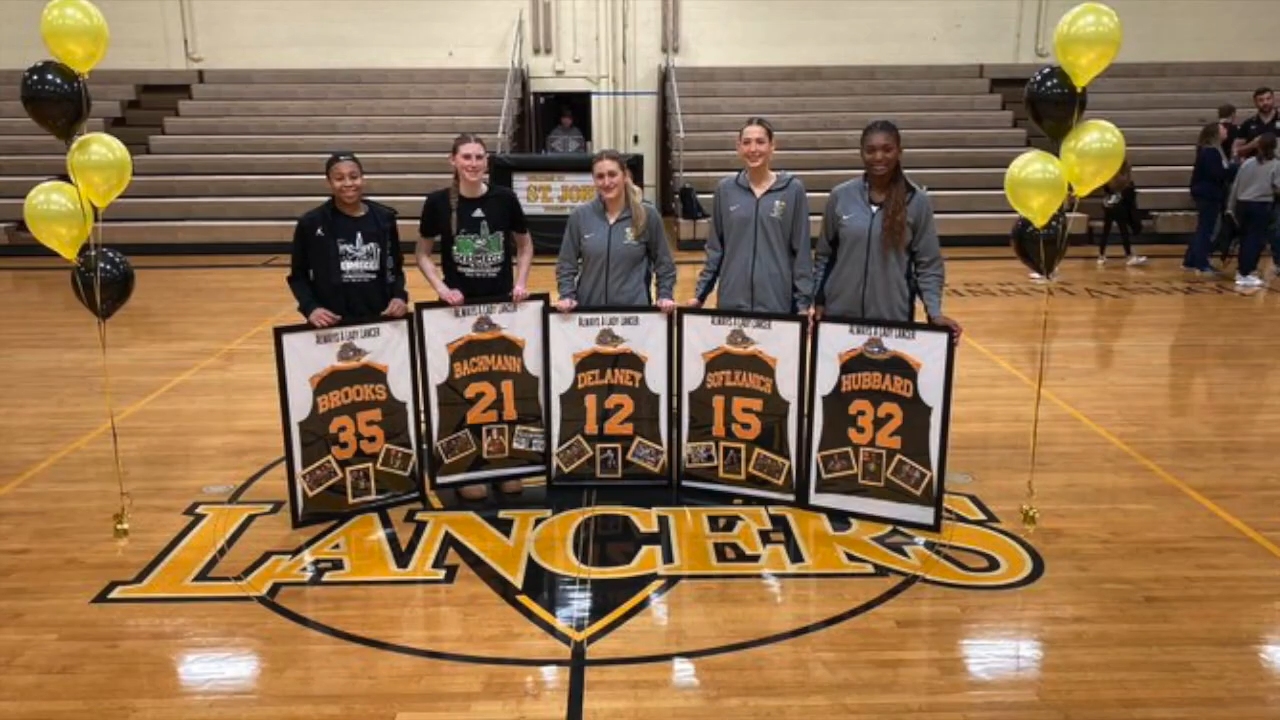 ST. JOH
ALWAYS A LADY LANCER
BROOKS
35
ALWAYS A LADY LANCER
BACHMANN
21
ALWAYS A LADY LANCER
DELANEY
12
ALWAYS A LADY LANCER
SOFILKANICH
15
ALWAYS A LADY LANCER
HUBBARD
32
LANCERS